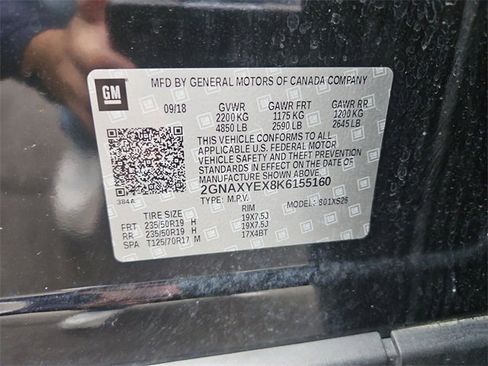 GM
MFD BY GENERAL MOTORS OF CANADA COMPANY
09/18 GVWR GAWR FRT GAWR RR
2200 KG 1175 KG 1200 KG
4850 LB 2590 LB 2645 LB
THIS VEHICLE CONFORMS TO ALL
APPLICABLE U.S. FEDERAL MOTOR
VEHICLE SAFETY AND THEFT
PREVENTION STANDARDS IN
EFFECT ON THE DATE OF
MANUFACTURE SHOWN ABOVE.
2GNAXYEX8K6155160
384A TYPE: M.P.V. MODEL:
TIRE SIZE RIM
FRT 235/50R19 H 19X7.5J
RR 235/50R19 H 19X7.5J
SPA T125/70R17 M 17X4BT